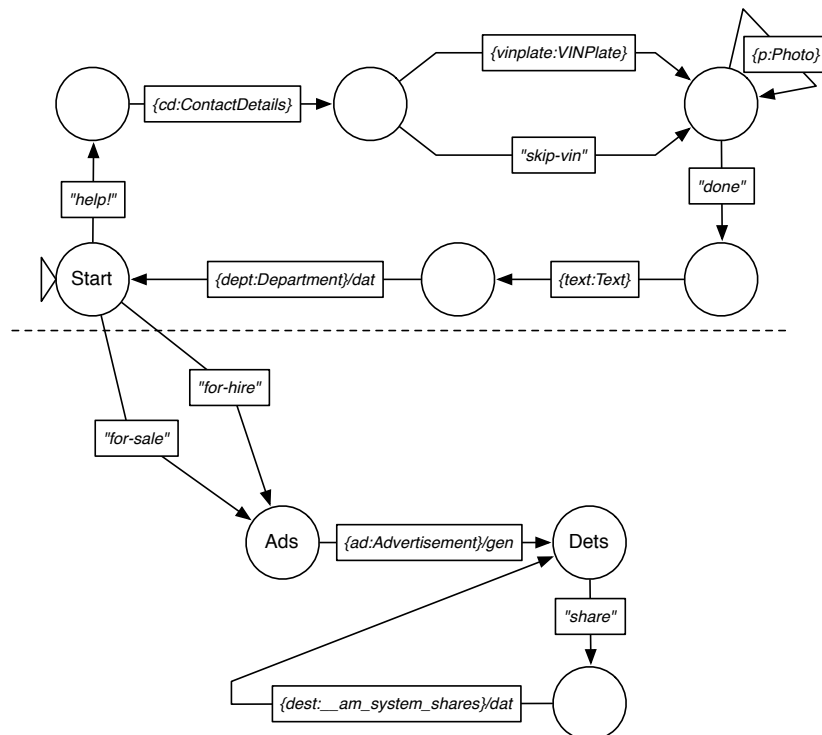 {vinplate:VINPlate}
{p:Photo}
{cd:ContactDetails}
"skip-vin"
"help!"
"done"
Start
{dept:Department}/dat
{text:Text}
"for-hire"
"for-sale"
Ads
{ad:Advertisement}/gen
Dets
"share"
{dest:__am_system_shares}/dat